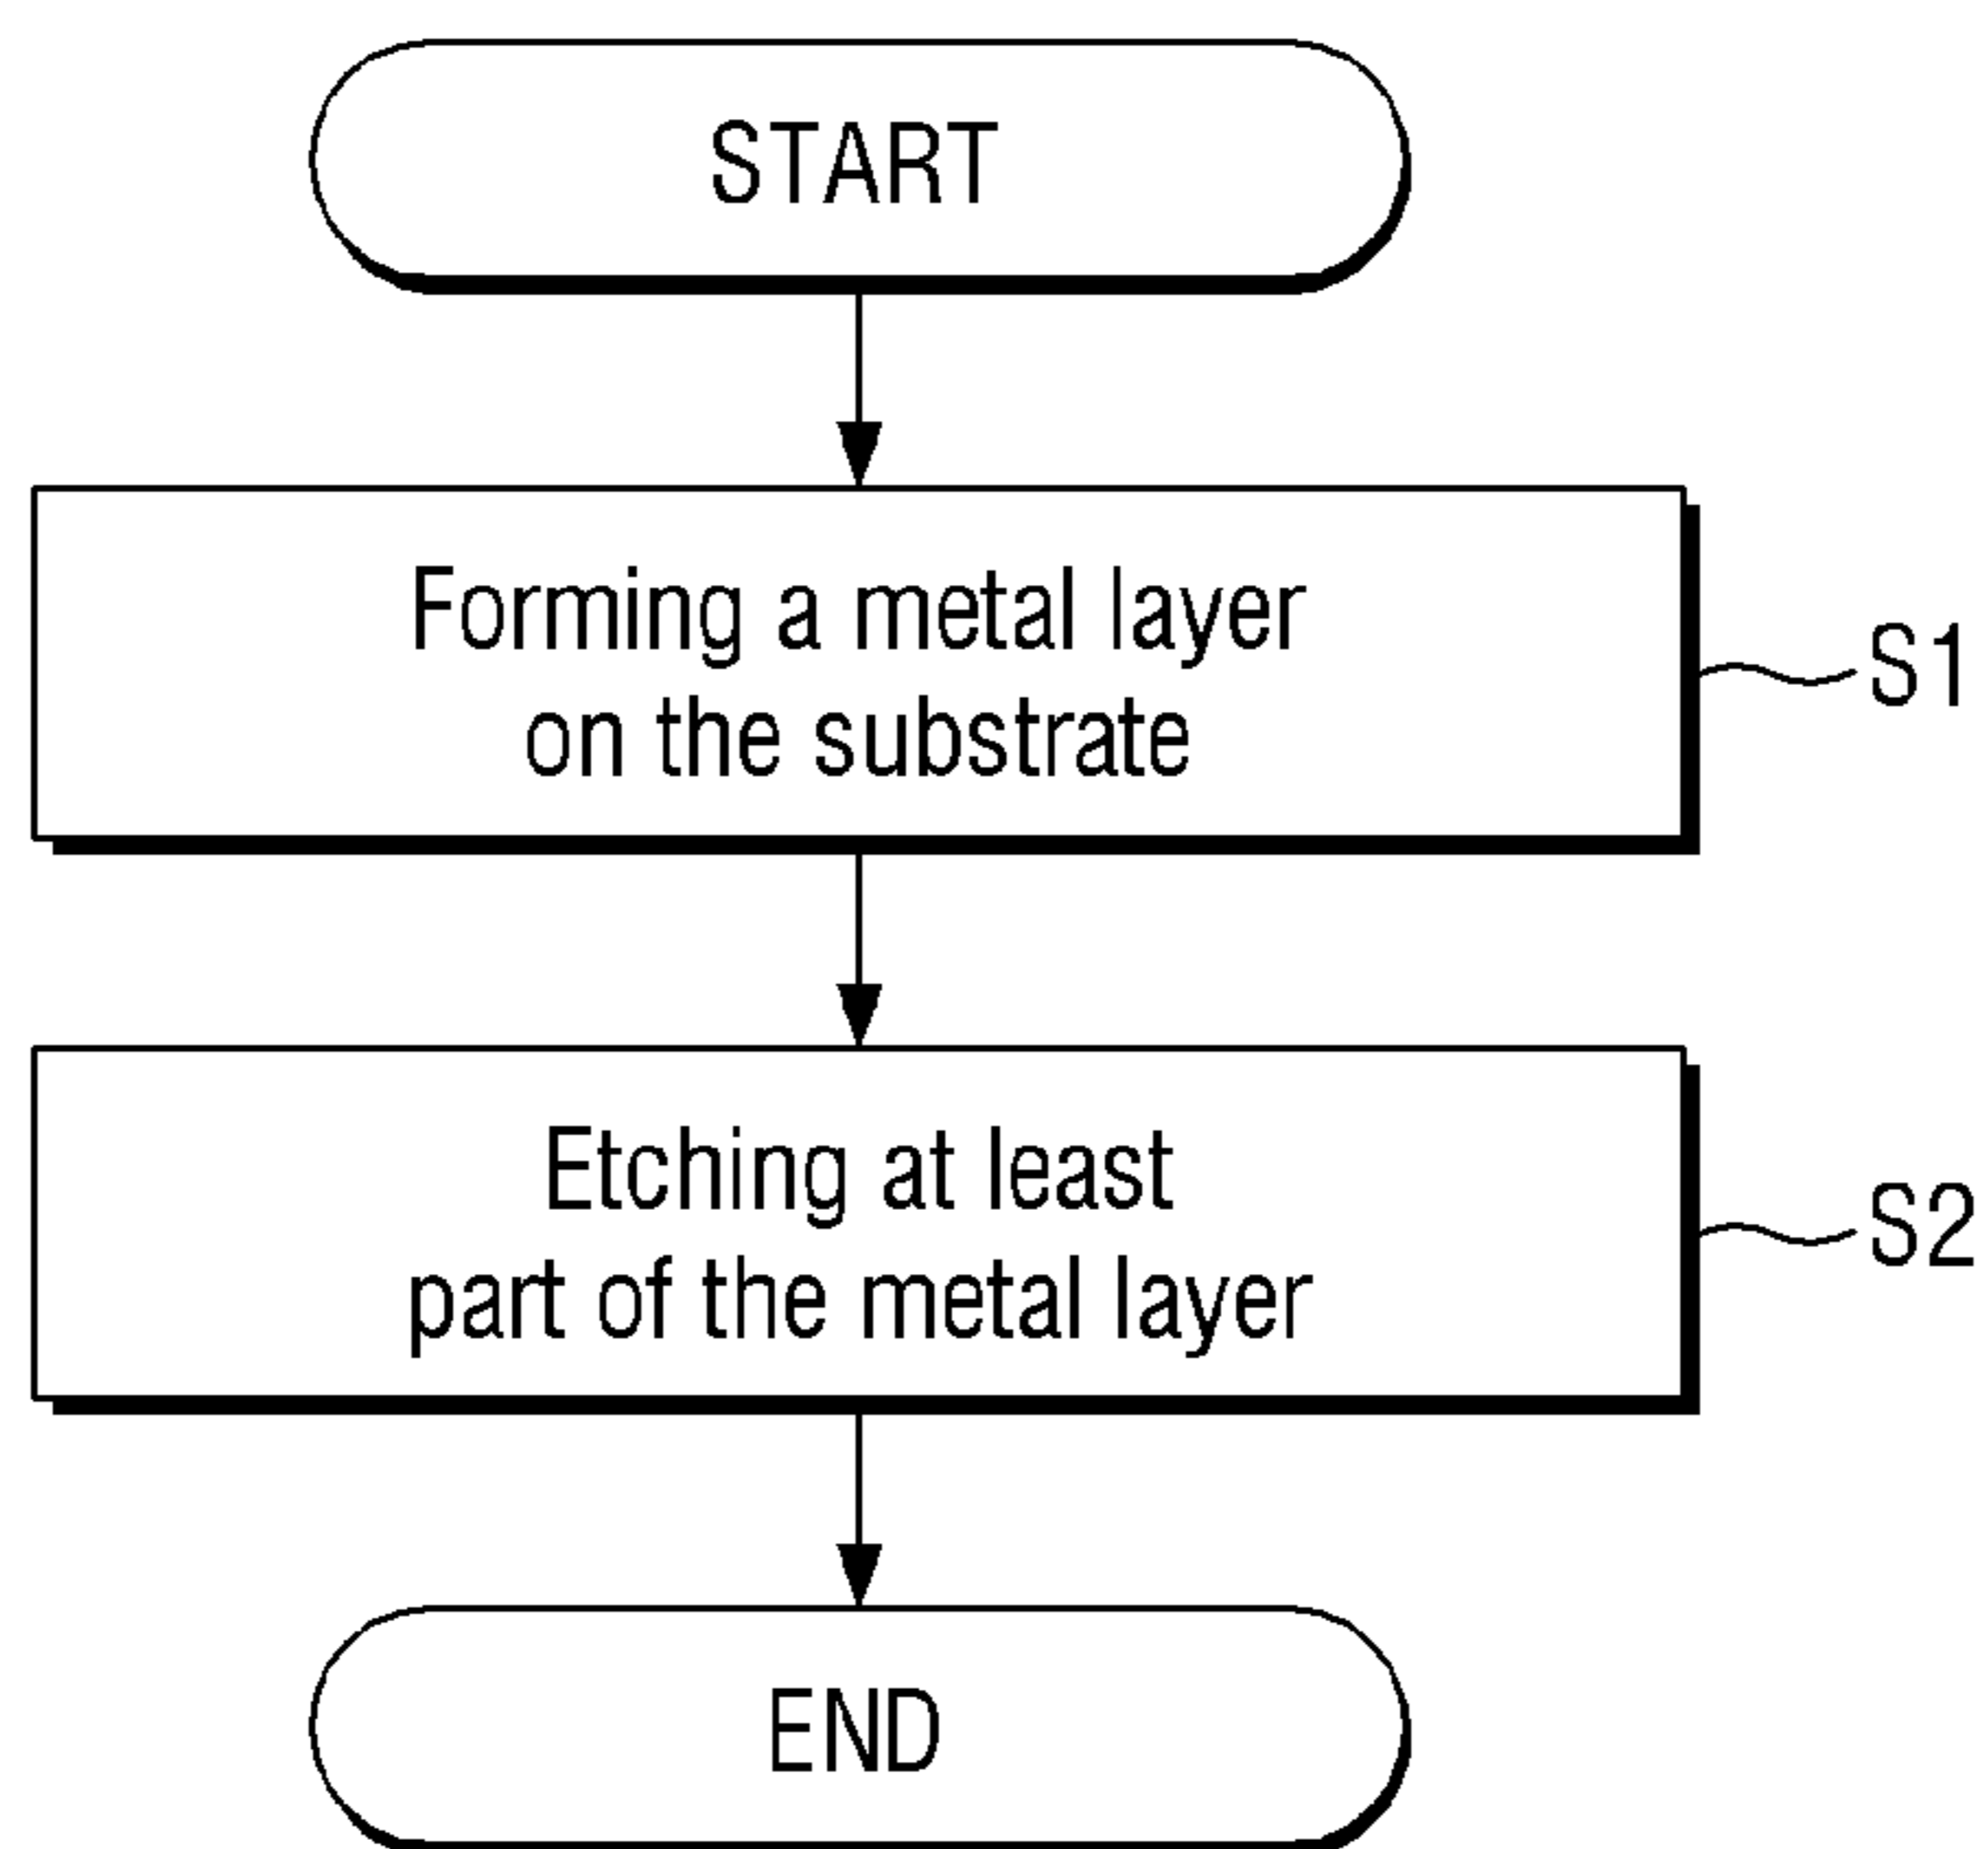 START
Forming a metal layer
on the substrate
S1
Etching at least
part of the metal layer
S2
END